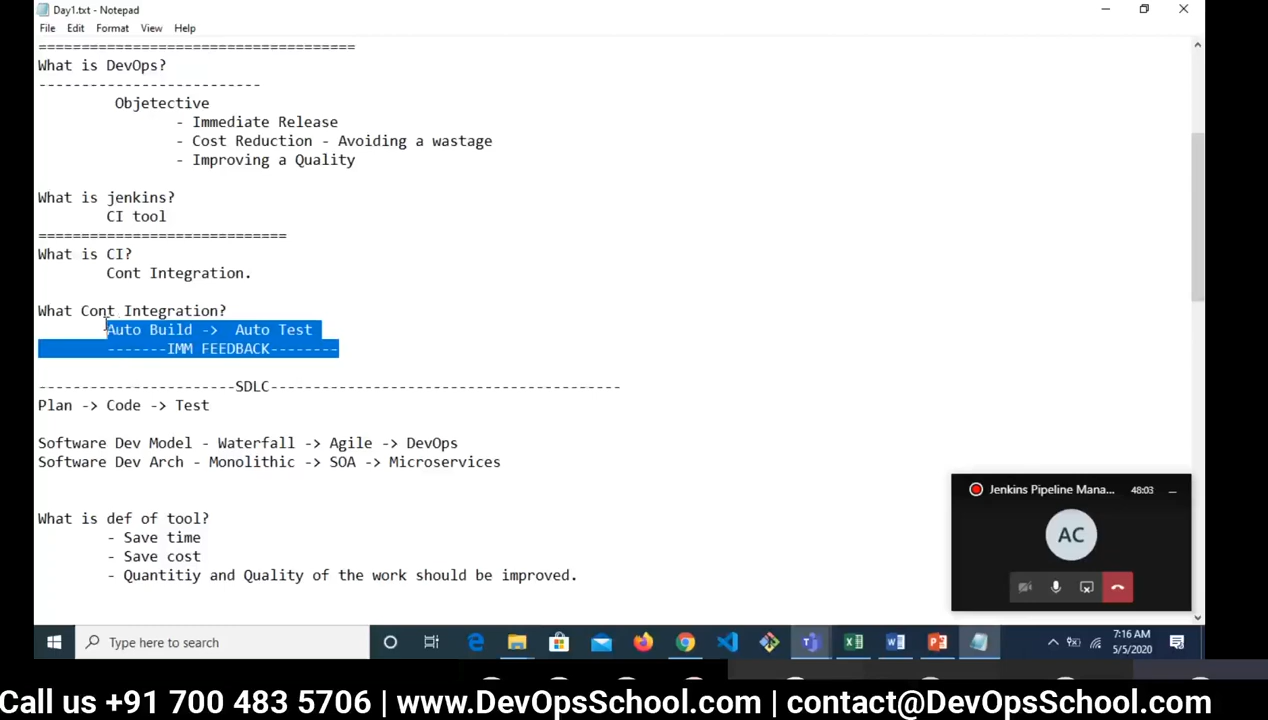 Day1.txt - Notepad
File Edit Format View Help
=====================================
What is DevOps?
--------------------------
Objetective
- Immediate Release
- Cost Reduction - Avoiding a wastage
- Improving a Quality
What is jenkins?
CI tool
=============================
What is CI?
Cont Integration.
What Cont Integration?
Auto Build -> Auto Test
-------IMM FEEDBACK--------
-----------------------SDLC-----------------------------------------
Plan -> Code -> Test
Software Dev Model - Waterfall -> Agile -> DevOps
Software Dev Arch - Monolithic -> SOA -> Microservices
What is def of tool?
- Save time
- Save cost
- Quantitiy and Quality of the work should be improved.
Jenkins Pipeline Mana... 48:03
AC
Type here to search
7:16 AM
5/5/2020
Call us +91 700 483 5706 | www.DevOpsSchool.com | contact@DevOpsSchool.com